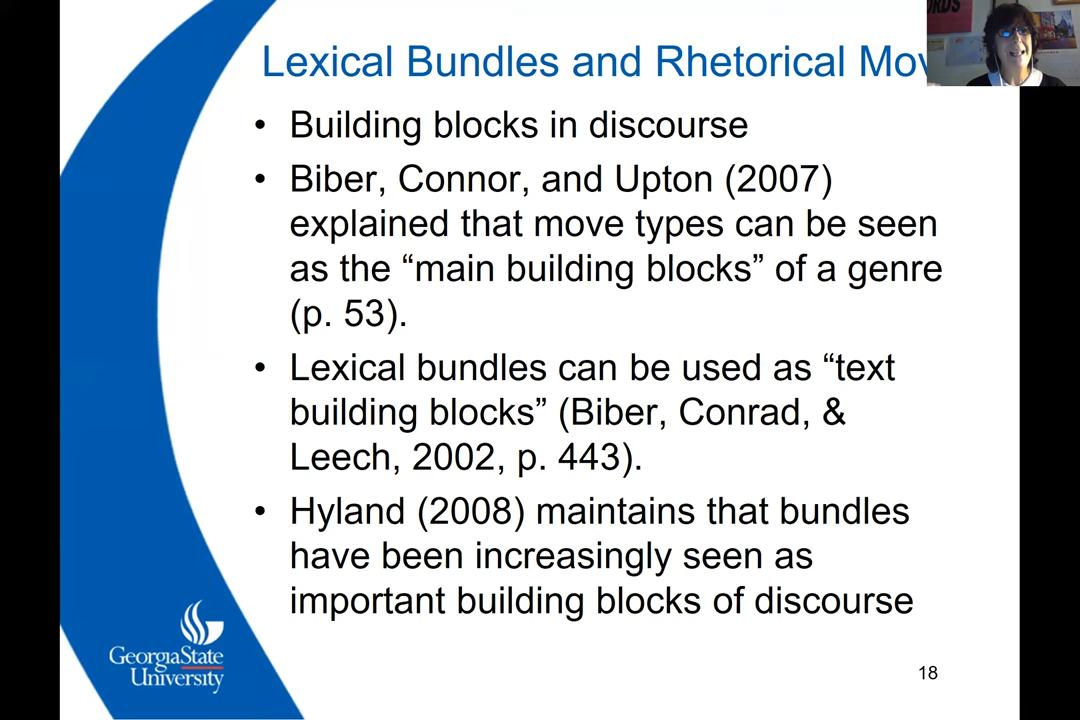 Lexical Bundles and Rhetorical
• Building blocks in discourse
• Biber, Connor, and Upton (2007)
explained that move types can be seen
as the “main building blocks” of a genre
(p. 53).
• Lexical bundles can be used as “text
building blocks” (Biber, Conrad, &
Leech, 2002, p. 443).
• Hyland (2008) maintains that bundles
have been increasingly seen as
important building blocks of discourse
GeorgiaState
University
18